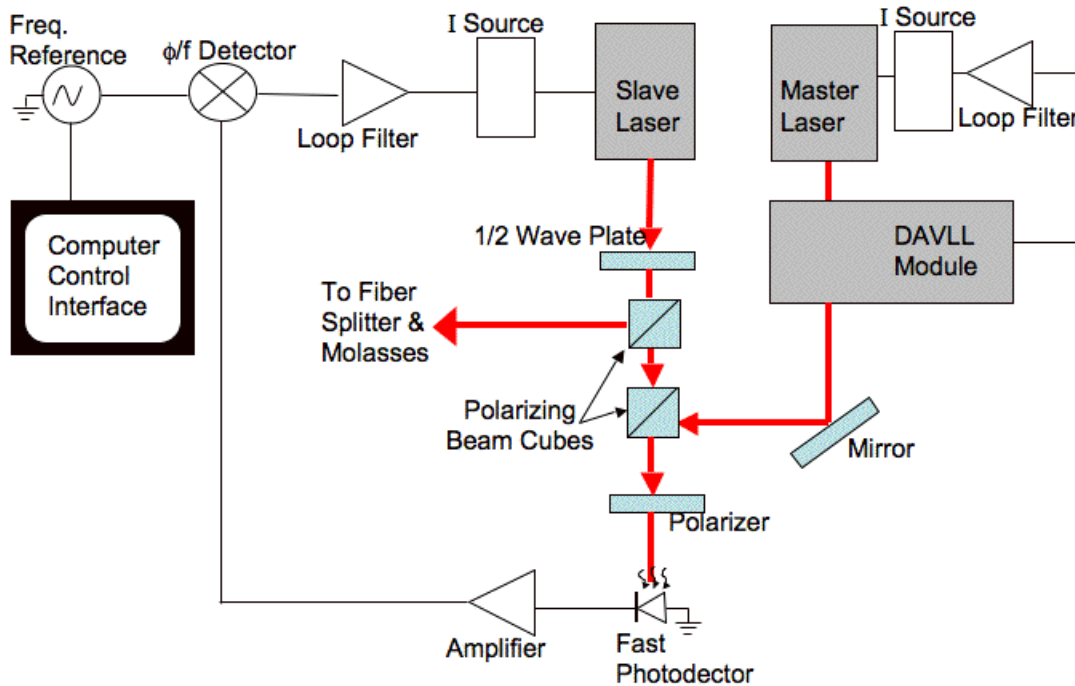 Freq.
Reference
ϕ/f Detector
I Source
Loop Filter
Slave
Laser
Master
Laser
I Source
Loop Filter
Computer
Control
Interface
1/2 Wave Plate
DAVLL
Module
To Fiber
Splitter &
Molasses
Polarizing
Beam Cubes
Mirror
Polarizer
Amplifier
Fast
Photodector